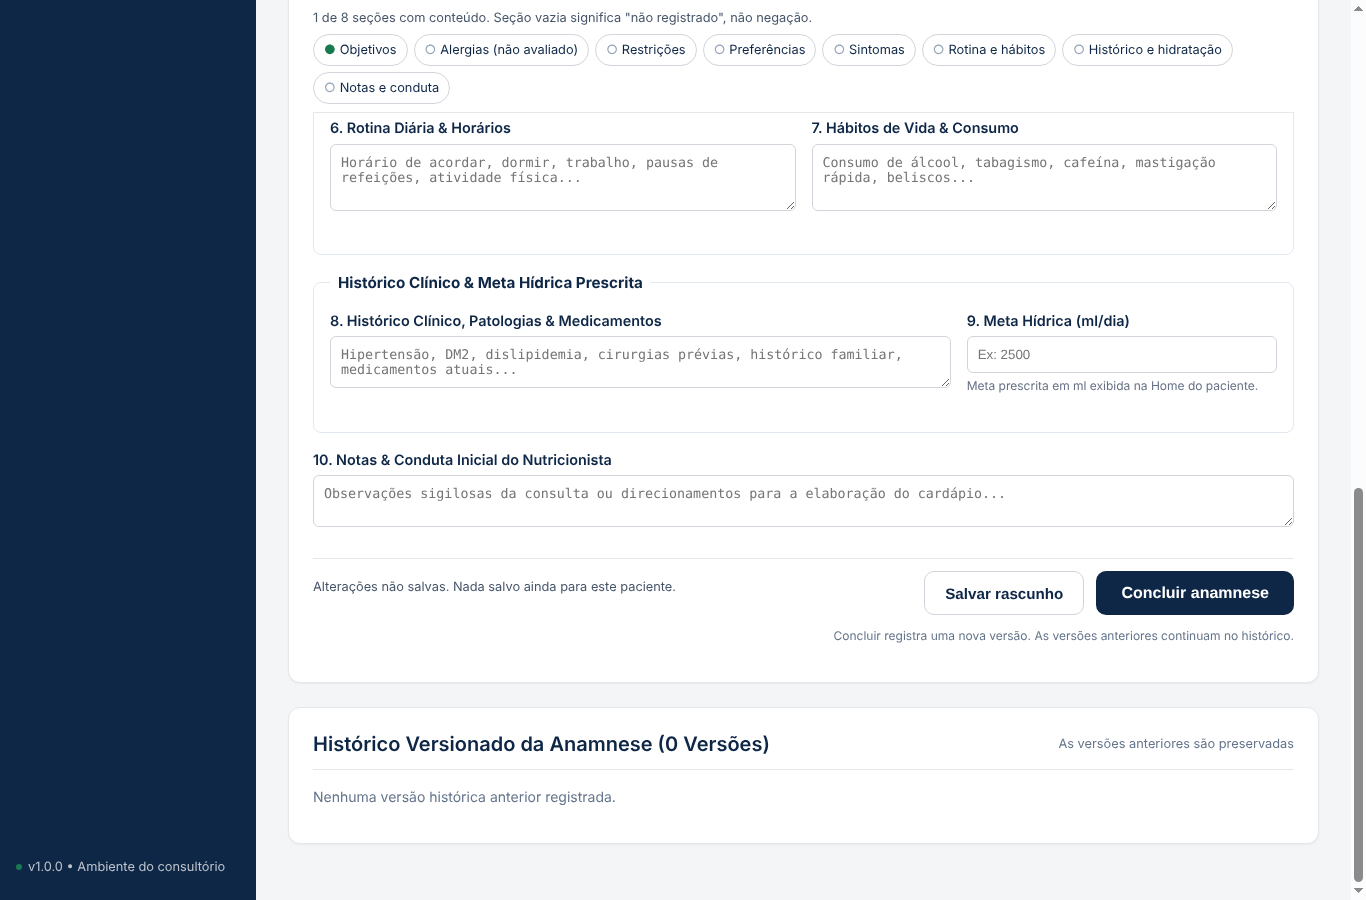 1 de 8 seções com conteúdo. Seção vazia significa "não registrado", não negação.
Objetivos
Alergias (não avaliado)
Restrições
Preferências
Sintomas
Rotina e hábitos
Histórico e hidratação
Notas e conduta
6. Rotina Diária & Horários
Horário de acordar, dormir, trabalho, pausas de
refeições, atividade física...
7. Hábitos de Vida & Consumo
Consumo de álcool, tabagismo, cafeína, mastigação
rápida, beliscos...
Histórico Clínico & Meta Hídrica Prescrita
8. Histórico Clínico, Patologias & Medicamentos
Hipertensão, DM2, dislipidemia, cirurgias prévias, histórico familiar,
medicamentos atuais...
9. Meta Hídrica (ml/dia)
Ex: 2500
Meta prescrita em ml exibida na Home do paciente.
10. Notas & Conduta Inicial do Nutricionista
Observações sigilosas da consulta ou direcionamentos para a elaboração do cardápio...
Alterações não salvas. Nada salvo ainda para este paciente.
Salvar rascunho
Concluir anamnese
Concluir registra uma nova versão. As versões anteriores continuam no histórico.
Histórico Versionado da Anamnese (0 Versões)
As versões anteriores são preservadas
Nenhuma versão histórica anterior registrada.
v1.0.0 • Ambiente do consultório